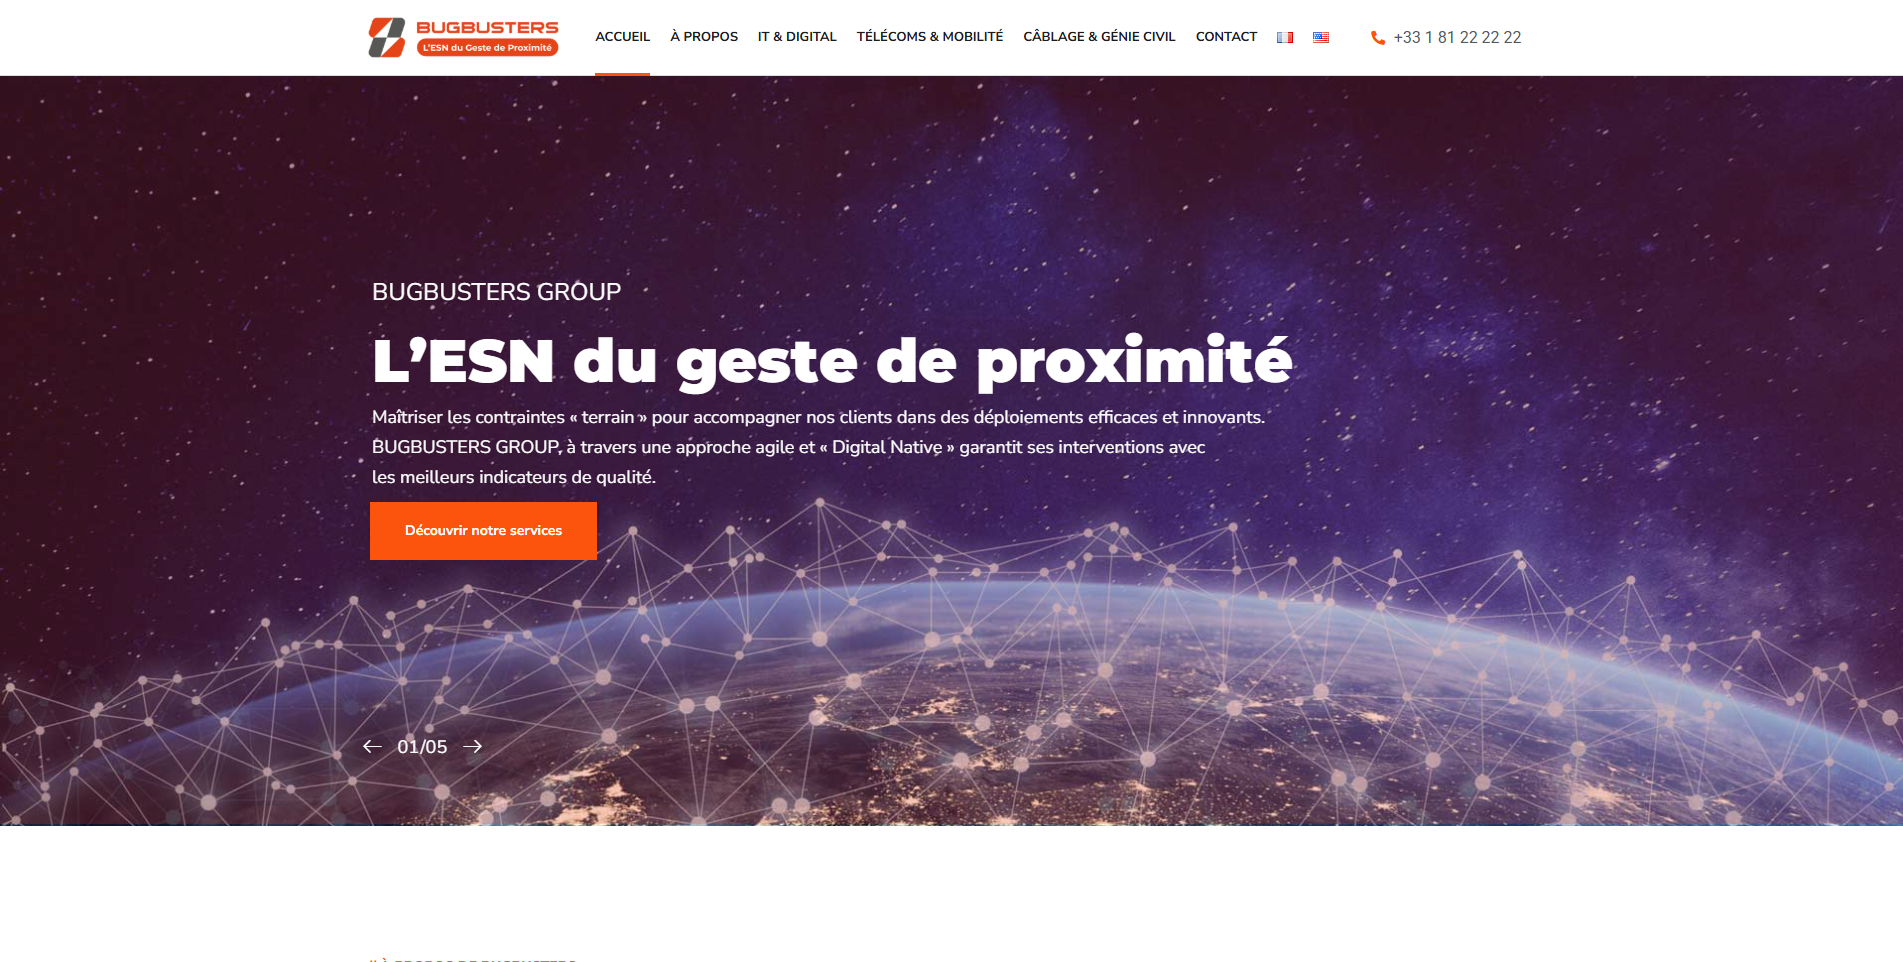 BUGBUSTERS
L'ESN du Geste de Proximité
ACCUEIL
À PROPOS
IT & DIGITAL
TÉLÉCOMS & MOBILITÉ
CÂBLAGE & GÉNIE CIVIL
CONTACT
+33 1 81 22 22 22
BUGBUSTERS GROUP
L’ESN du geste de proximité
Maîtriser les contraintes « terrain » pour accompagner nos clients dans des déploiements efficaces et innovants.
BUGBUSTERS GROUP, à travers une approche agile et « Digital Native » garantit ses interventions avec
les meilleurs indicateurs de qualité.
Découvrir notre services
01/05